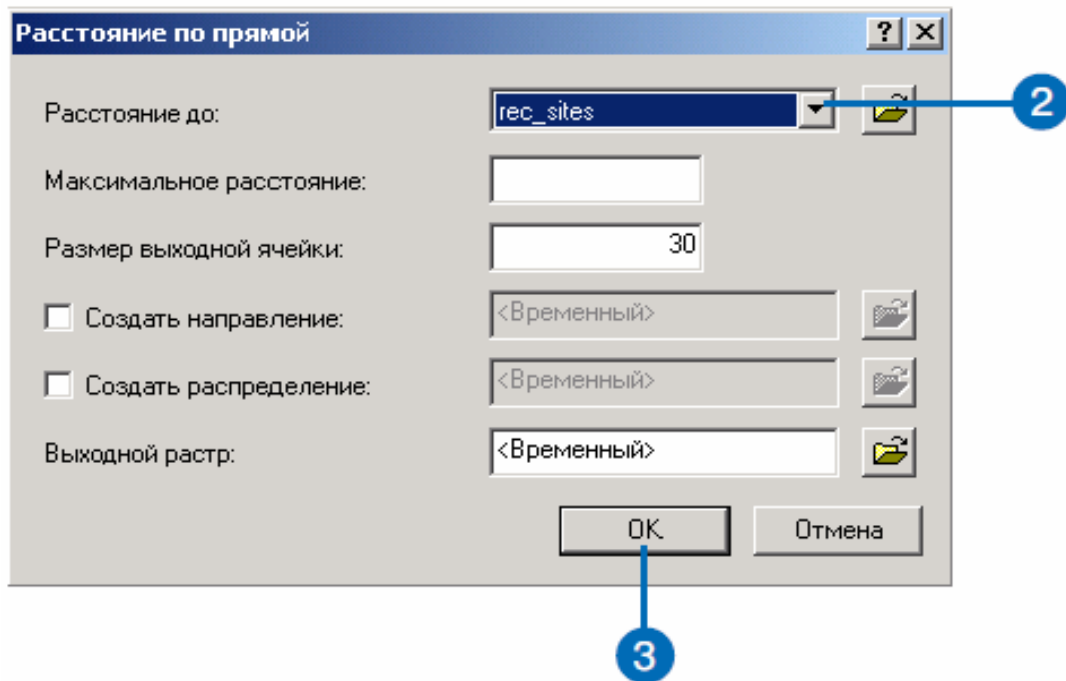 Расстояние по прямой
Расстояние до: rec_sites
2
Максимальное расстояние:
Размер выходной ячейки: 30
Создать направление: <Временный>
Создать распределение: <Временный>
Выходной растр: <Временный>
OK Отмена
3